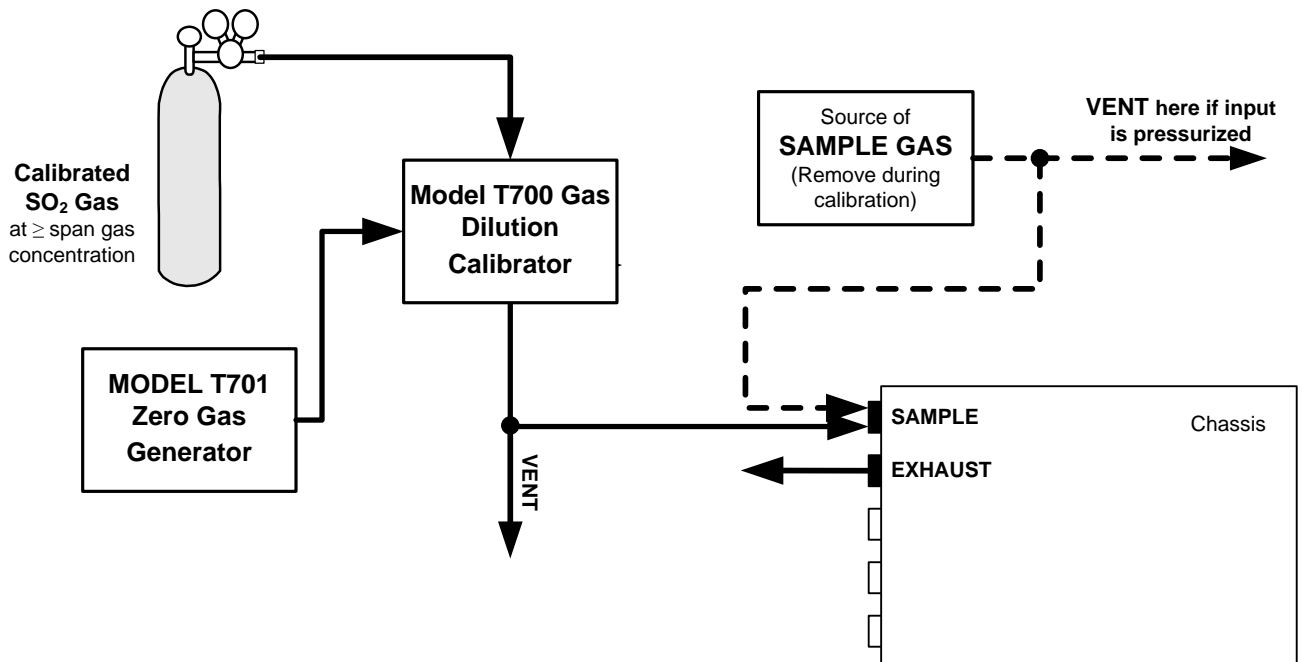 Calibrated
SO₂ Gas
at ≥ span gas
concentration
Model T700 Gas
Dilution
Calibrator
MODEL T701
Zero Gas
Generator
VENT
Source of
SAMPLE GAS
(Remove during
calibration)
VENT here if input
is pressurized
SAMPLE
EXHAUST
Chassis